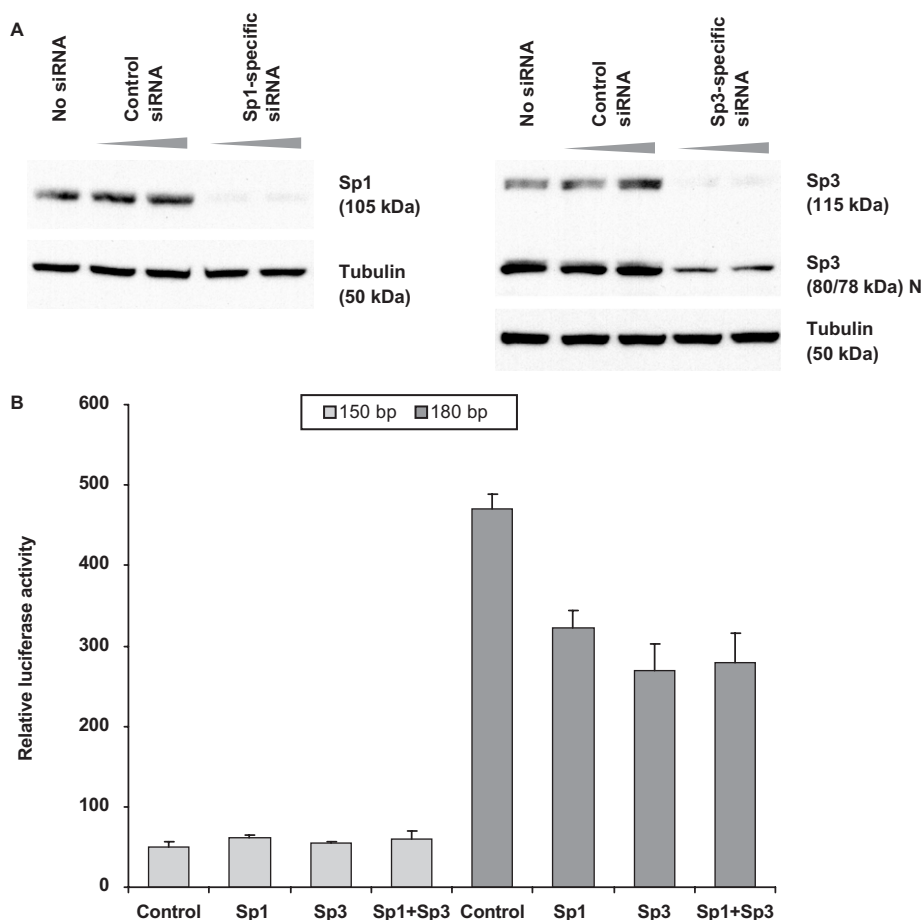 A
No siRNA
Control
siRNA
Sp1-specific
siRNA
Sp1
(105 kDa)
Tubulin
(50 kDa)
No siRNA
Control
siRNA
Sp3-specific
siRNA
Sp3
(115 kDa)
Sp3
(80/78 kDa) N
Tubulin
(50 kDa)
B
150 bp 180 bp
Relative luciferase activity
600
500
400
300
200
100
0
Control Sp1 Sp3 Sp1+Sp3 Control Sp1 Sp3 Sp1+Sp3